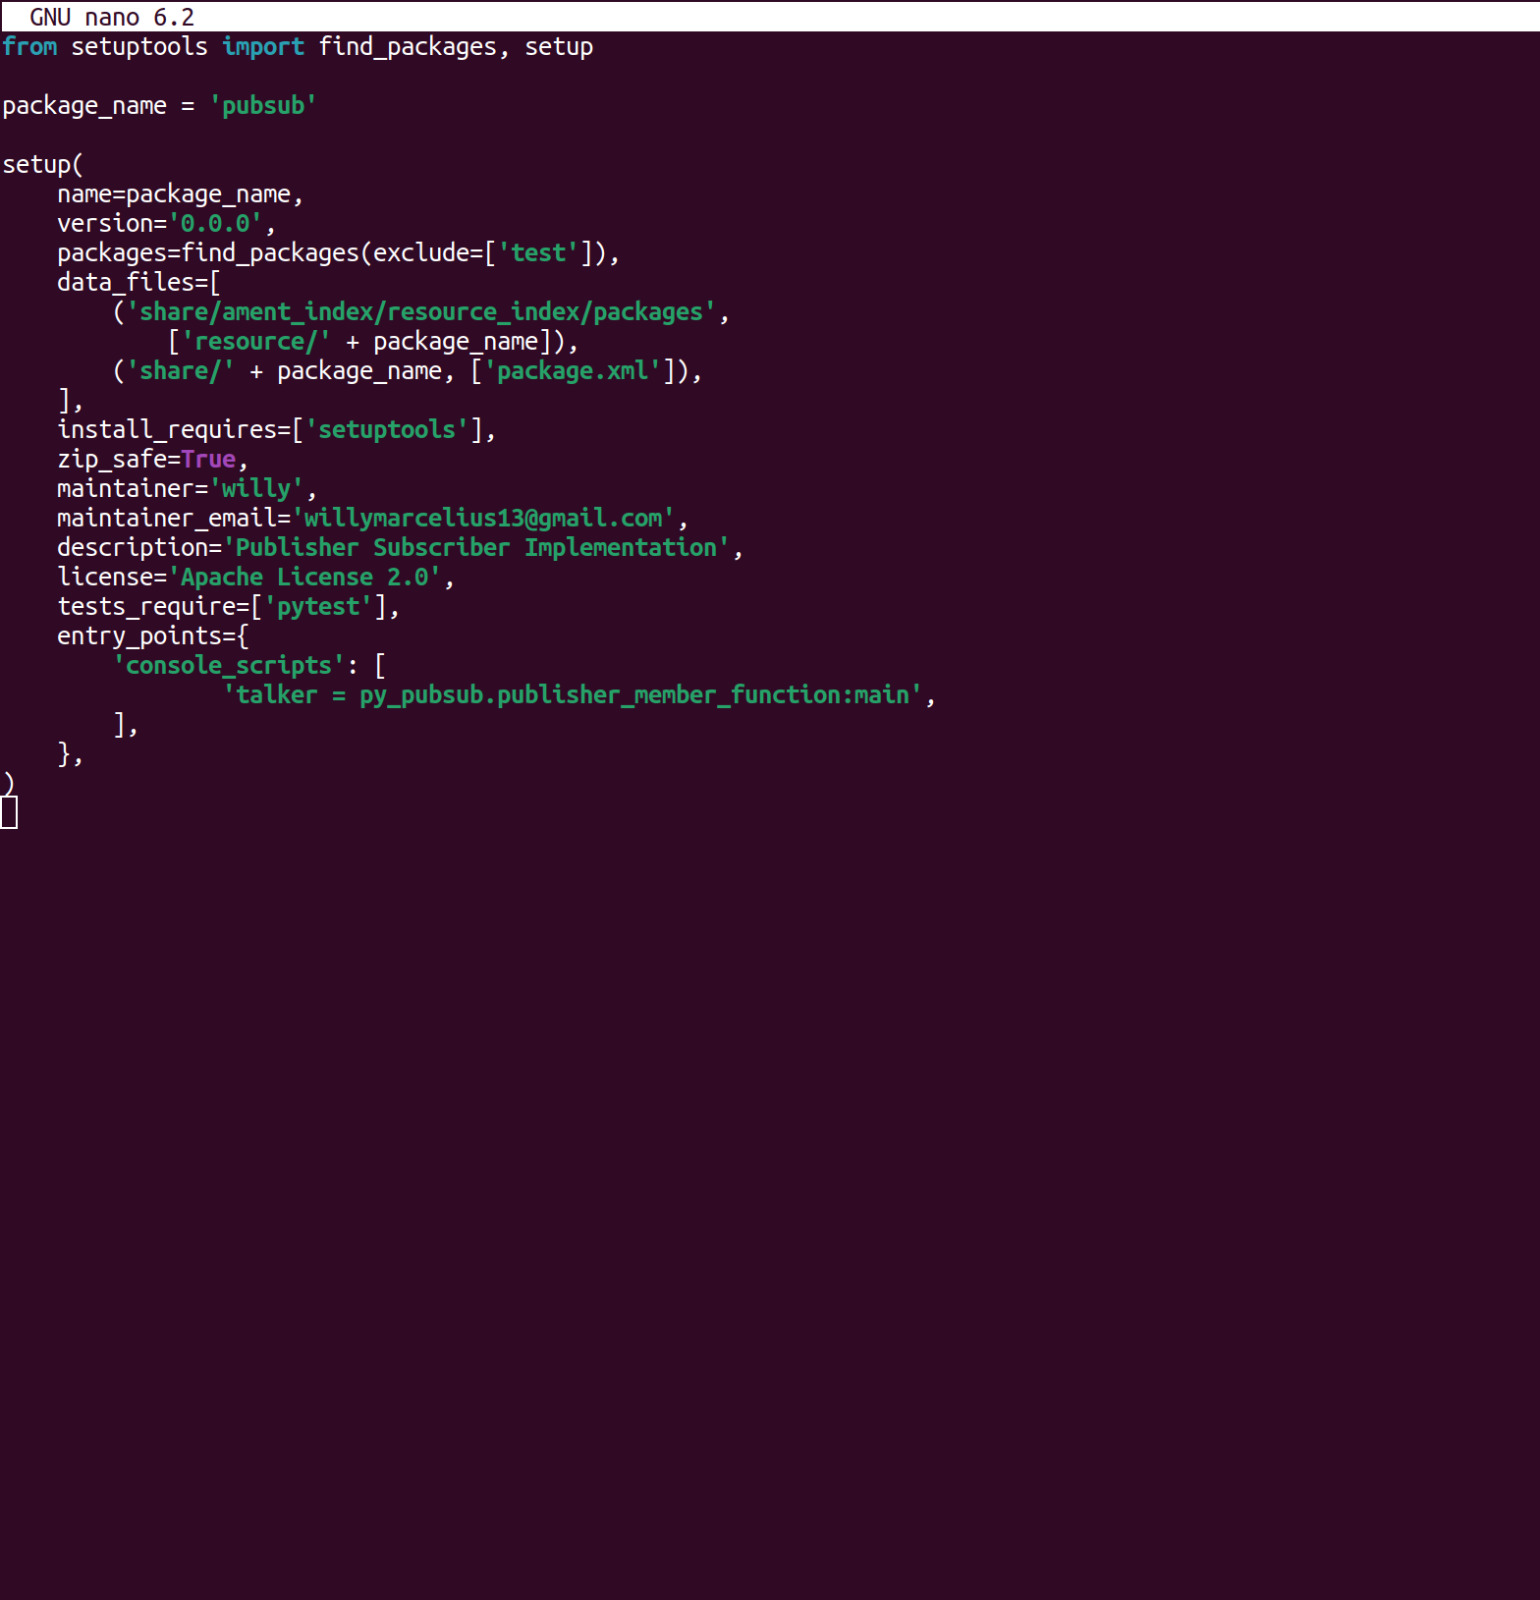 GNU nano 6.2
from setuptools import find_packages, setup
package_name = 'pubsub'
setup(
    name=package_name,
    version='0.0.0',
    packages=find_packages(exclude=['test']),
    data_files=[
        ('share/ament_index/resource_index/packages',
            ['resource/' + package_name]),
        ('share/' + package_name, ['package.xml']),
    ],
    install_requires=['setuptools'],
    zip_safe=True,
    maintainer='willy',
    maintainer_email='willymarcelius13@gmail.com',
    description='Publisher Subscriber Implementation',
    license='Apache License 2.0',
    tests_require=['pytest'],
    entry_points={
        'console_scripts': [
                'talker = py_pubsub.publisher_member_function:main',
        ],
    },
)